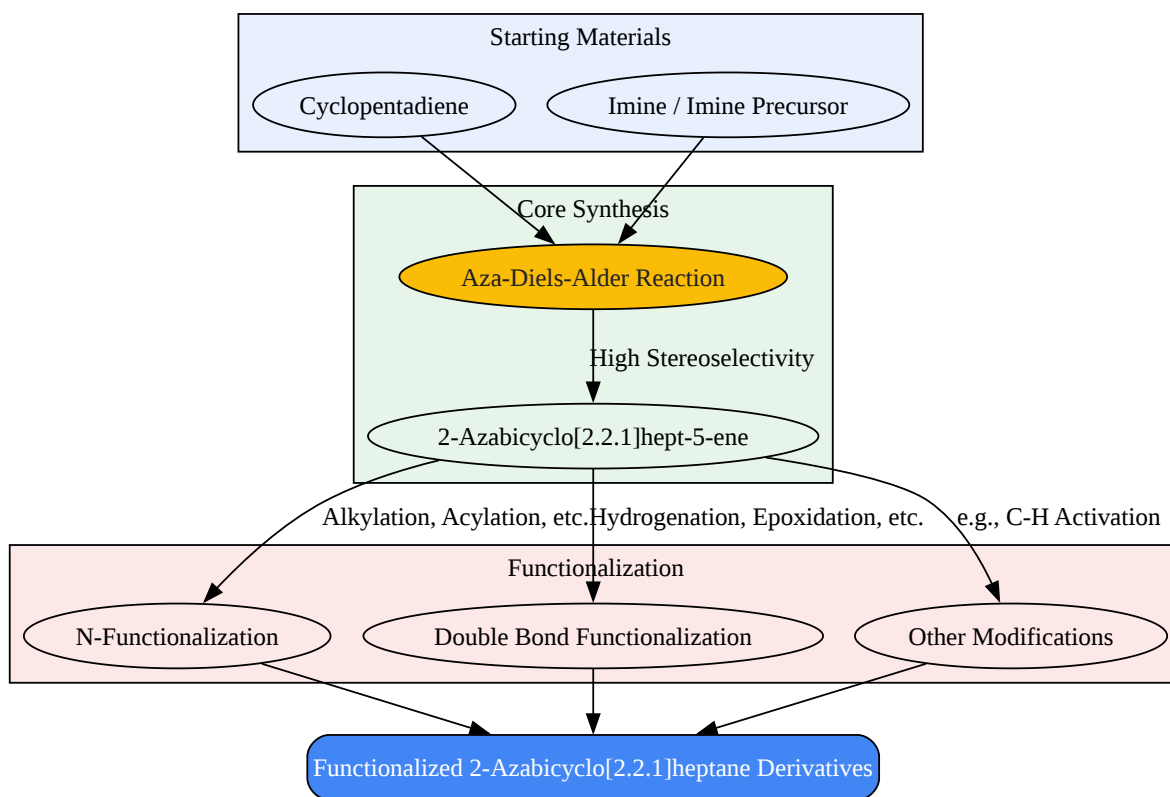 Starting Materials
Cyclopentadiene
Imine / Imine Precursor
Core Synthesis
Aza-Diels-Alder Reaction
High Stereoselectivity
2-Azabicyclo[2.2.1]hept-5-ene
Alkylation, Acylation, etc.
Hydrogenation, Epoxidation, etc.
e.g., C-H Activation
Functionalization
N-Functionalization
Double Bond Functionalization
Other Modifications
Functionalized 2-Azabicyclo[2.2.1]heptane Derivatives